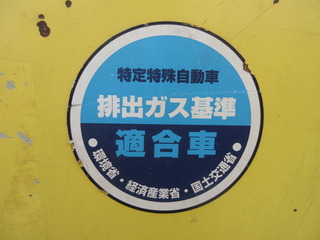 特定特殊自動車
排出ガス基準
適合車
●環境省・経済産業省・国土交通省●